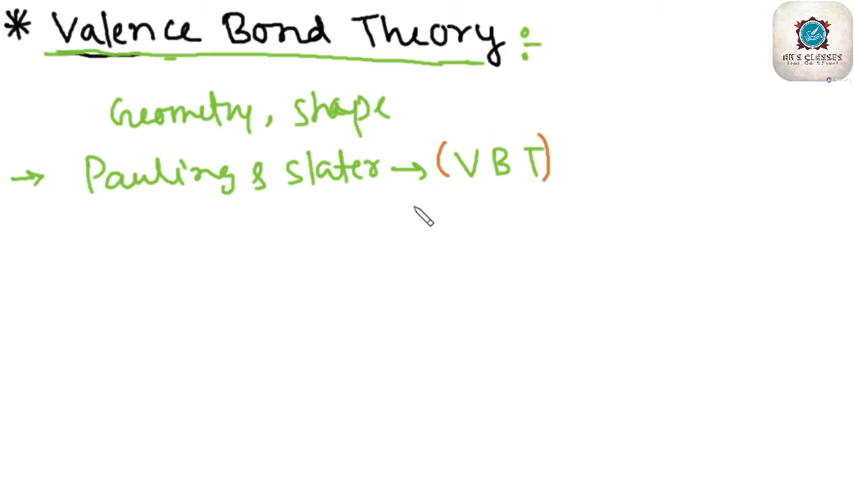 * Valence Bond Theory ÷
Geometry, shape
→ Pauling & Slater → (VBT)